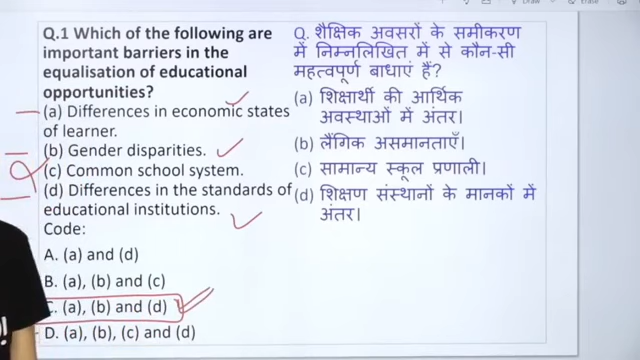 Q.1 Which of the following are
important barriers in the
equalisation of educational
opportunities?
(a) Differences in economic states
of learner.
(b) Gender disparities.
(c) Common school system.
(d) Differences in the standards of
educational institutions.
Code:
A. (a) and (d)
B. (a), (b) and (c)
C. (a), (b) and (d)
D. (a), (b), (c) and (d)
Q. शैक्षिक अवसरों के समीकरण
में निम्नलिखित में से कौन-सी
महत्वपूर्ण बाधाएं हैं?
(a) शिक्षार्थी की आर्थिक
अवस्थाओं में अंतर।
(b) लैंगिक असमानताएँ।
(c) सामान्य स्कूल प्रणाली।
(d) शिक्षण संस्थानों के मानकों में
अंतर।